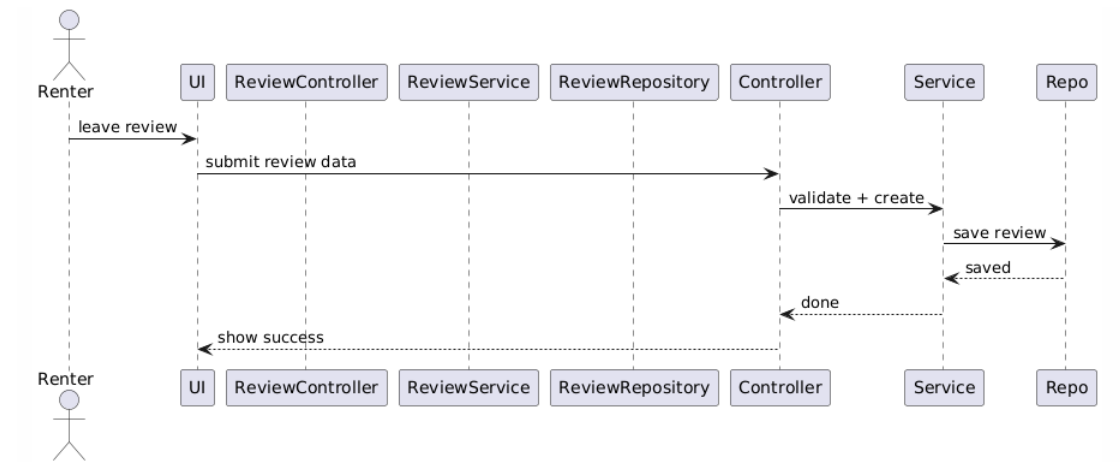 Renter
UI
ReviewController
ReviewService
ReviewRepository
Controller
Service
Repo
leave review
submit review data
validate + create
save review
saved
done
show success
Renter
UI
ReviewController
ReviewService
ReviewRepository
Controller
Service
Repo